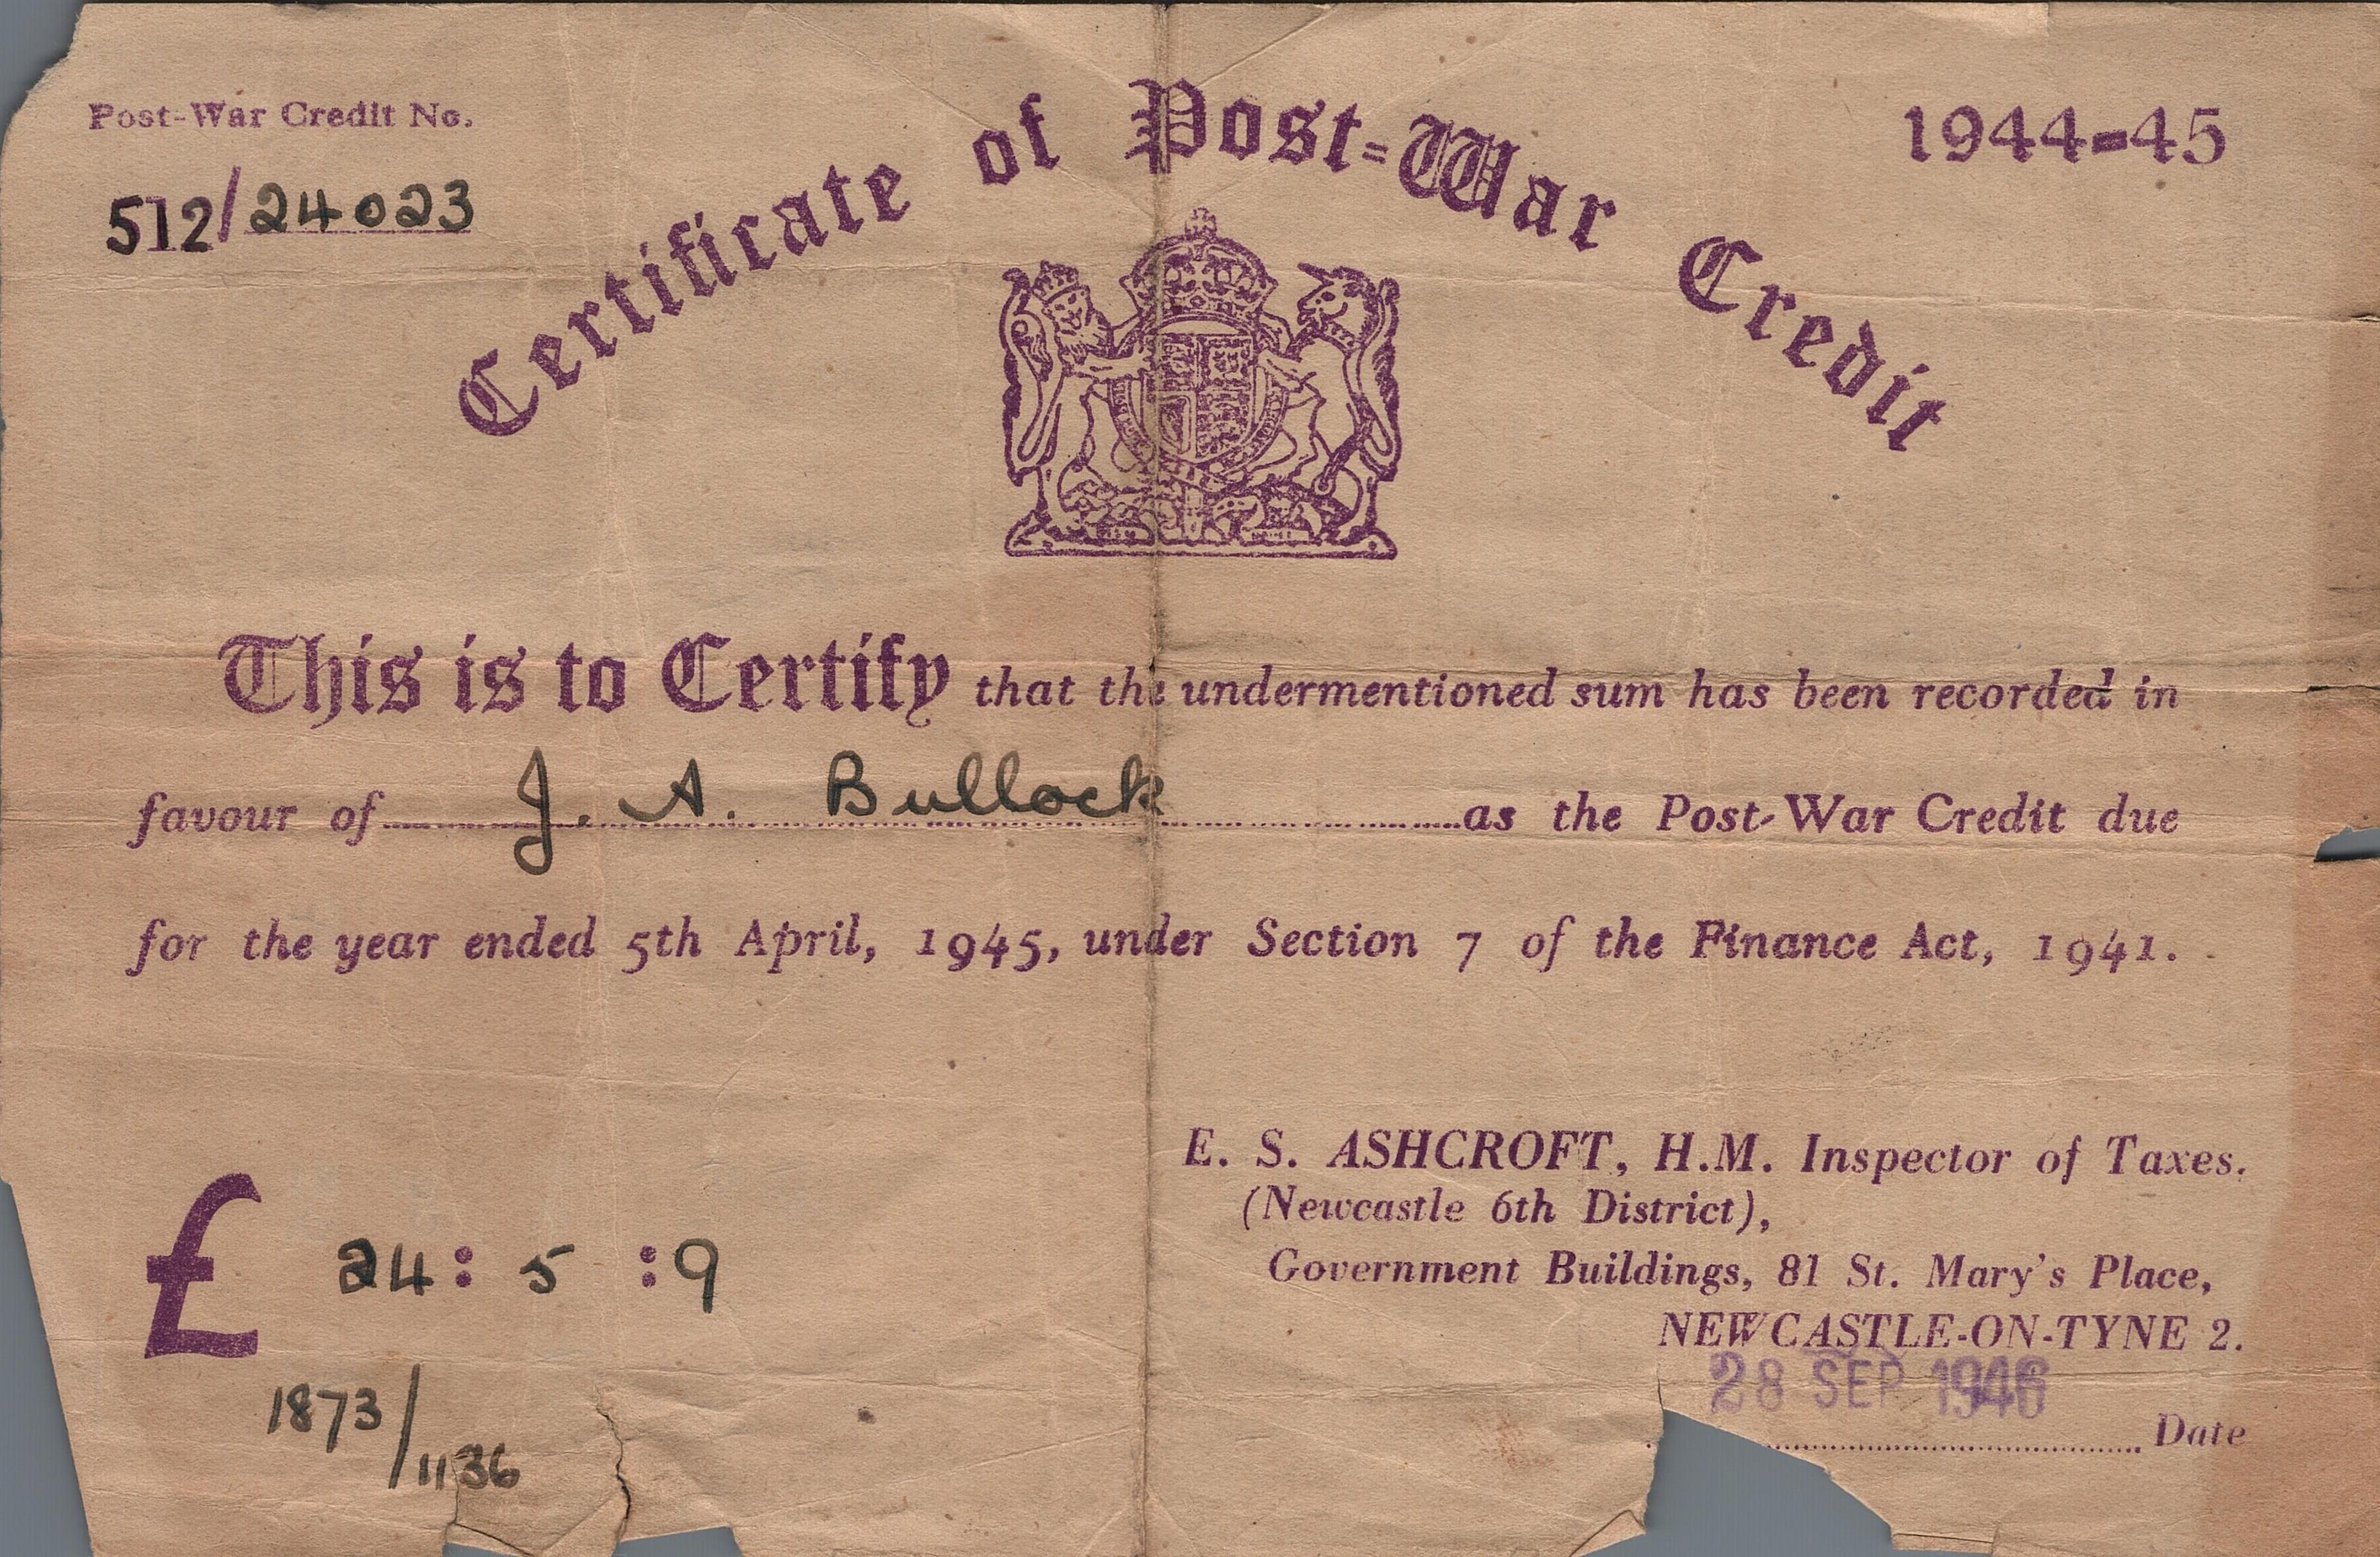 Post-War Credit No.
512/24023
Certificate of Post-War Credit
1944-45
This is to Certify that the undermentioned sum has been recorded in
favour of J. A. Bullock as the Post-War Credit due
for the year ended 5th April, 1945, under Section 7 of the Finance Act, 1941.
E. S. ASHCROFT, H.M. Inspector of Taxes.
(Newcastle 6th District),
Government Buildings, 81 St. Mary's Place,
NEWCASTLE-ON-TYNE 2.
£ 24 : 5 : 9
28 SEP 1946
Date
1873/1136